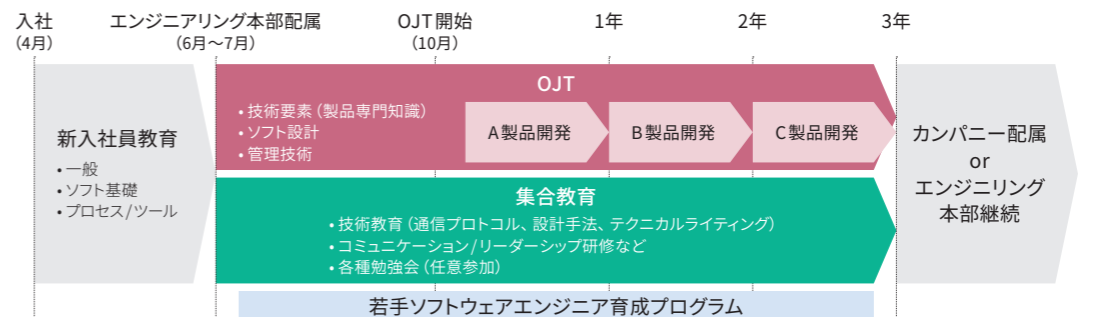 入社
(4月)
エンジニアリング本部配属
(6月～7月)
OJT開始
(10月)
1年
2年
3年
新入社員教育
•一般
•ソフト基礎
•プロセス/ツール
OJT
•技術要素（製品専門知識）
•ソフト設計
•管理技術
A製品開発
B製品開発
C製品開発
集合教育
•技術教育（通信プロトコル、設計手法、テクニカルライティング）
•コミュニケーション/リーダーシップ研修など
•各種勉強会（任意参加）
カンパニー配属
or
エンジニリング
本部継続
若手ソフトウェアエンジニア育成プログラム